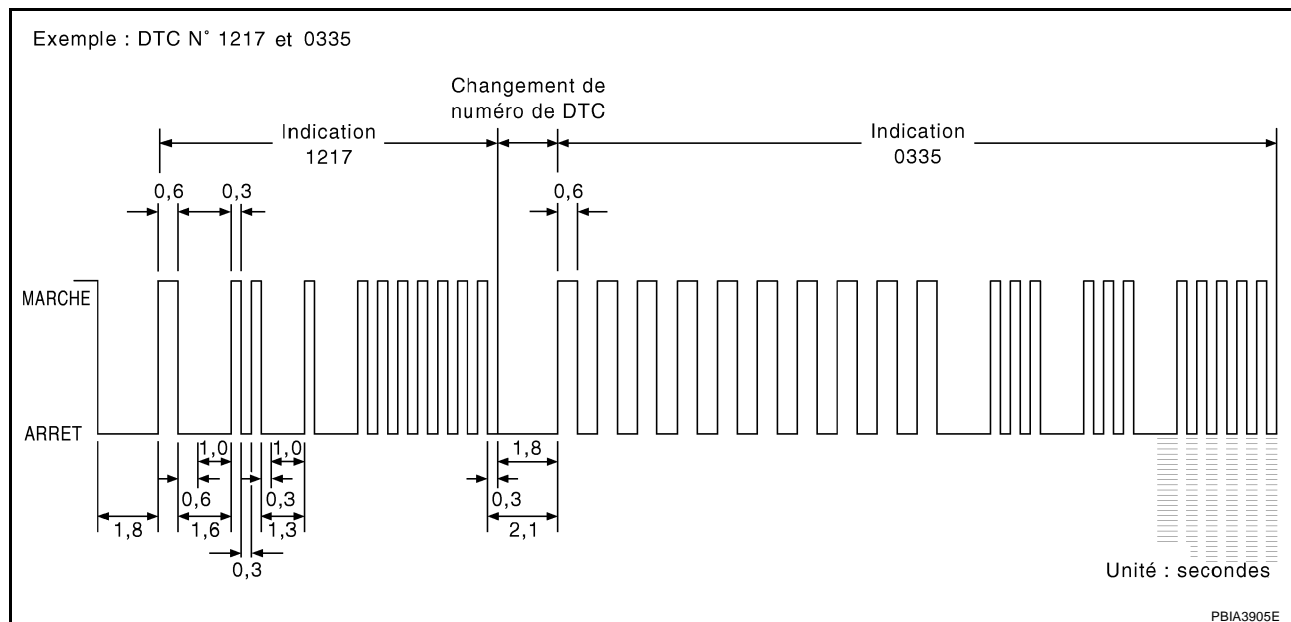 Exemple : DTC N° 1217 et 0335
Changement de
numéro de DTC
Indication
1217
Indication
0335
0,6
0,3
0,6
MARCHE
ARRET
1,0
1,0
1,8
0,6
0,3
0,3
1,8
1,6
1,3
2,1
0,3
Unité : secondes
PBIA3905E